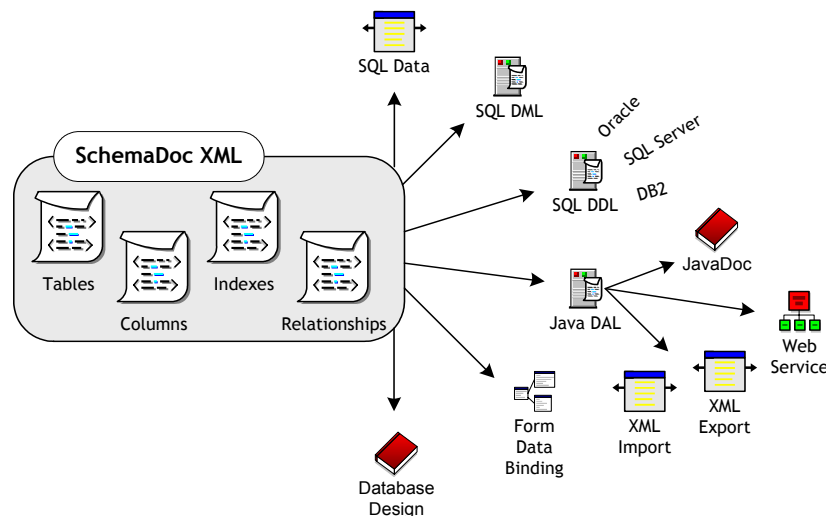 SQL Data
SQL DML
Oracle
SQL Server
DB2
SQL DDL
SchemaDoc XML
Tables
Columns
Indexes
Relationships
JavaDoc
Java DAL
Web
Service
XML
Import
XML
Export
Form
Data
Binding
Database
Design